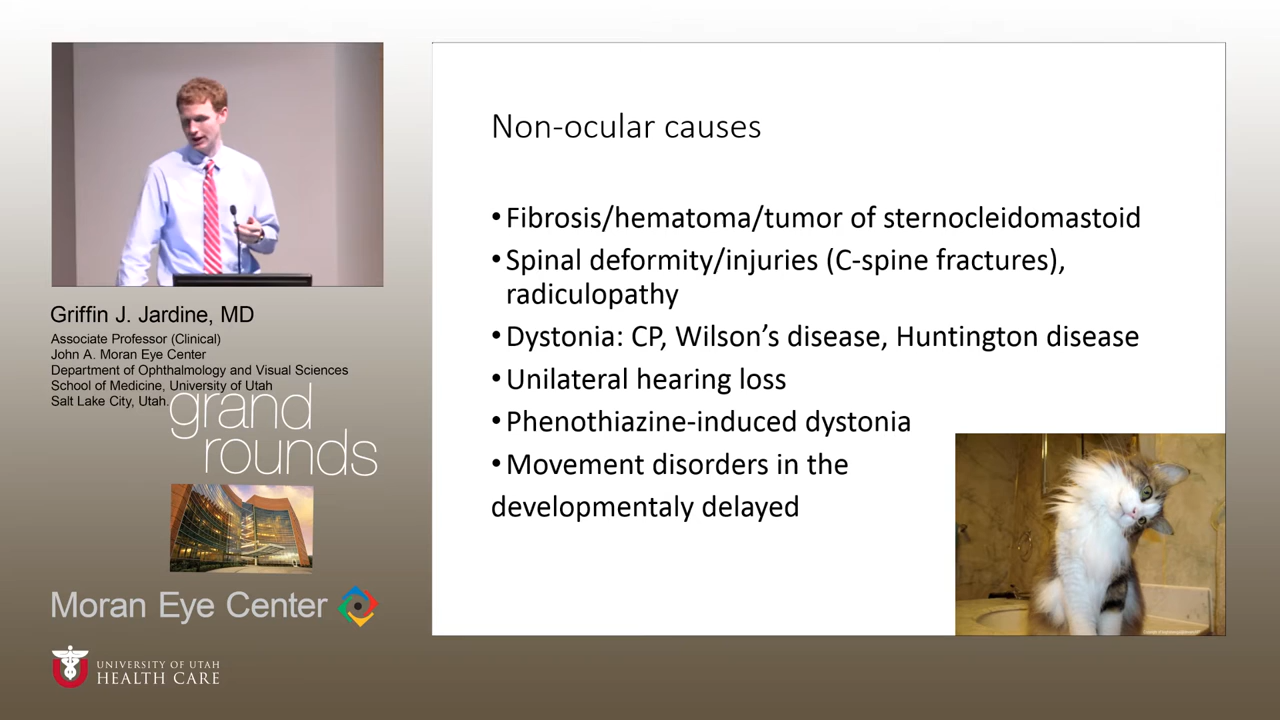 Griffin J. Jardine, MD
Associate Professor (Clinical)
John A. Moran Eye Center
Department of Ophthalmology and Visual Sciences
School of Medicine, University of Utah
Salt Lake City, Utah.
grand
rounds
Moran Eye Center
UNIVERSITY OF UTAH
HEALTH CARE
Non-ocular causes
•Fibrosis/hematoma/tumor of sternocleidomastoid
•Spinal deformity/injuries (C-spine fractures),
radiculopathy
•Dystonia: CP, Wilson’s disease, Huntington disease
•Unilateral hearing loss
•Phenothiazine-induced dystonia
•Movement disorders in the
developmentaly delayed